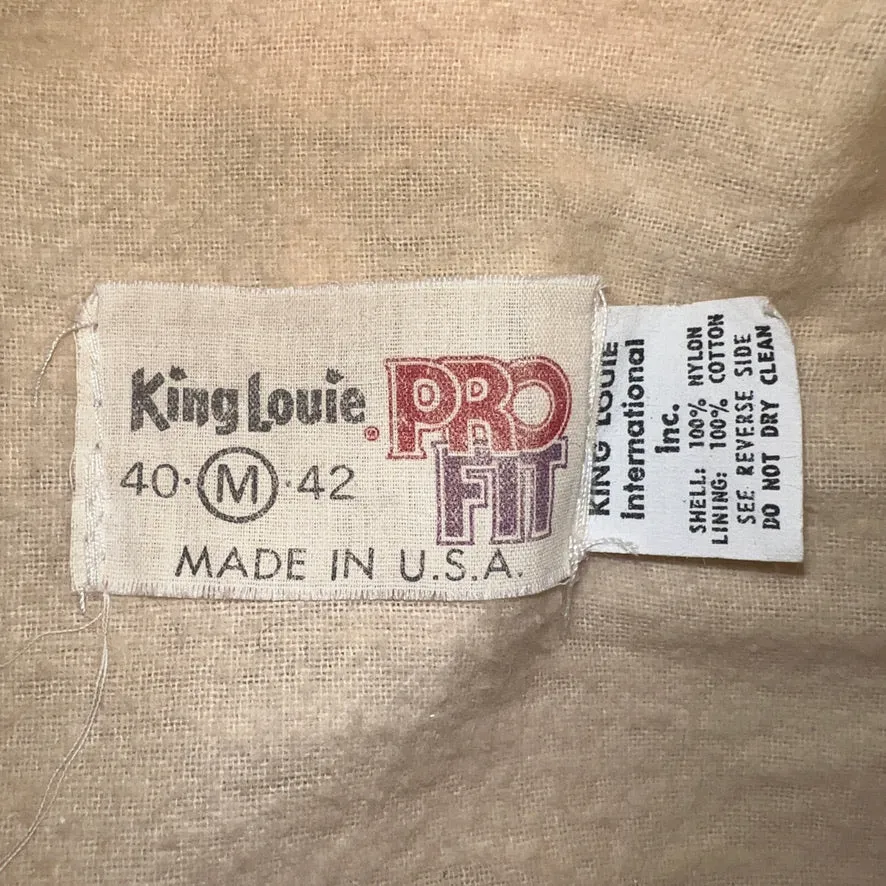 King Louie ® PRO
FIT
40·M·42
MADE IN U.S.A.
KING LOUIE
International
Inc.
SHELL: 100% NYLON
LINING: 100% COTTON
SEE REVERSE SIDE
DO NOT DRY CLEAN